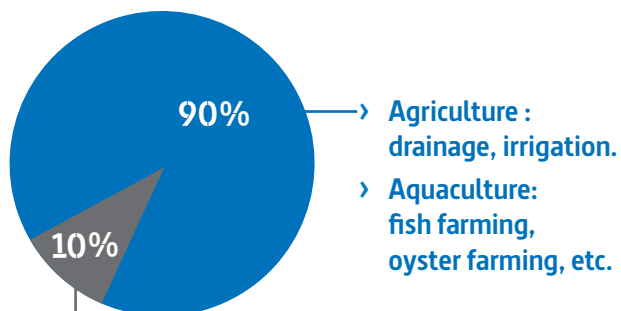 90%
› Agriculture :
drainage, irrigation.
› Aquaculture:
fish farming,
oyster farming, etc.
10%